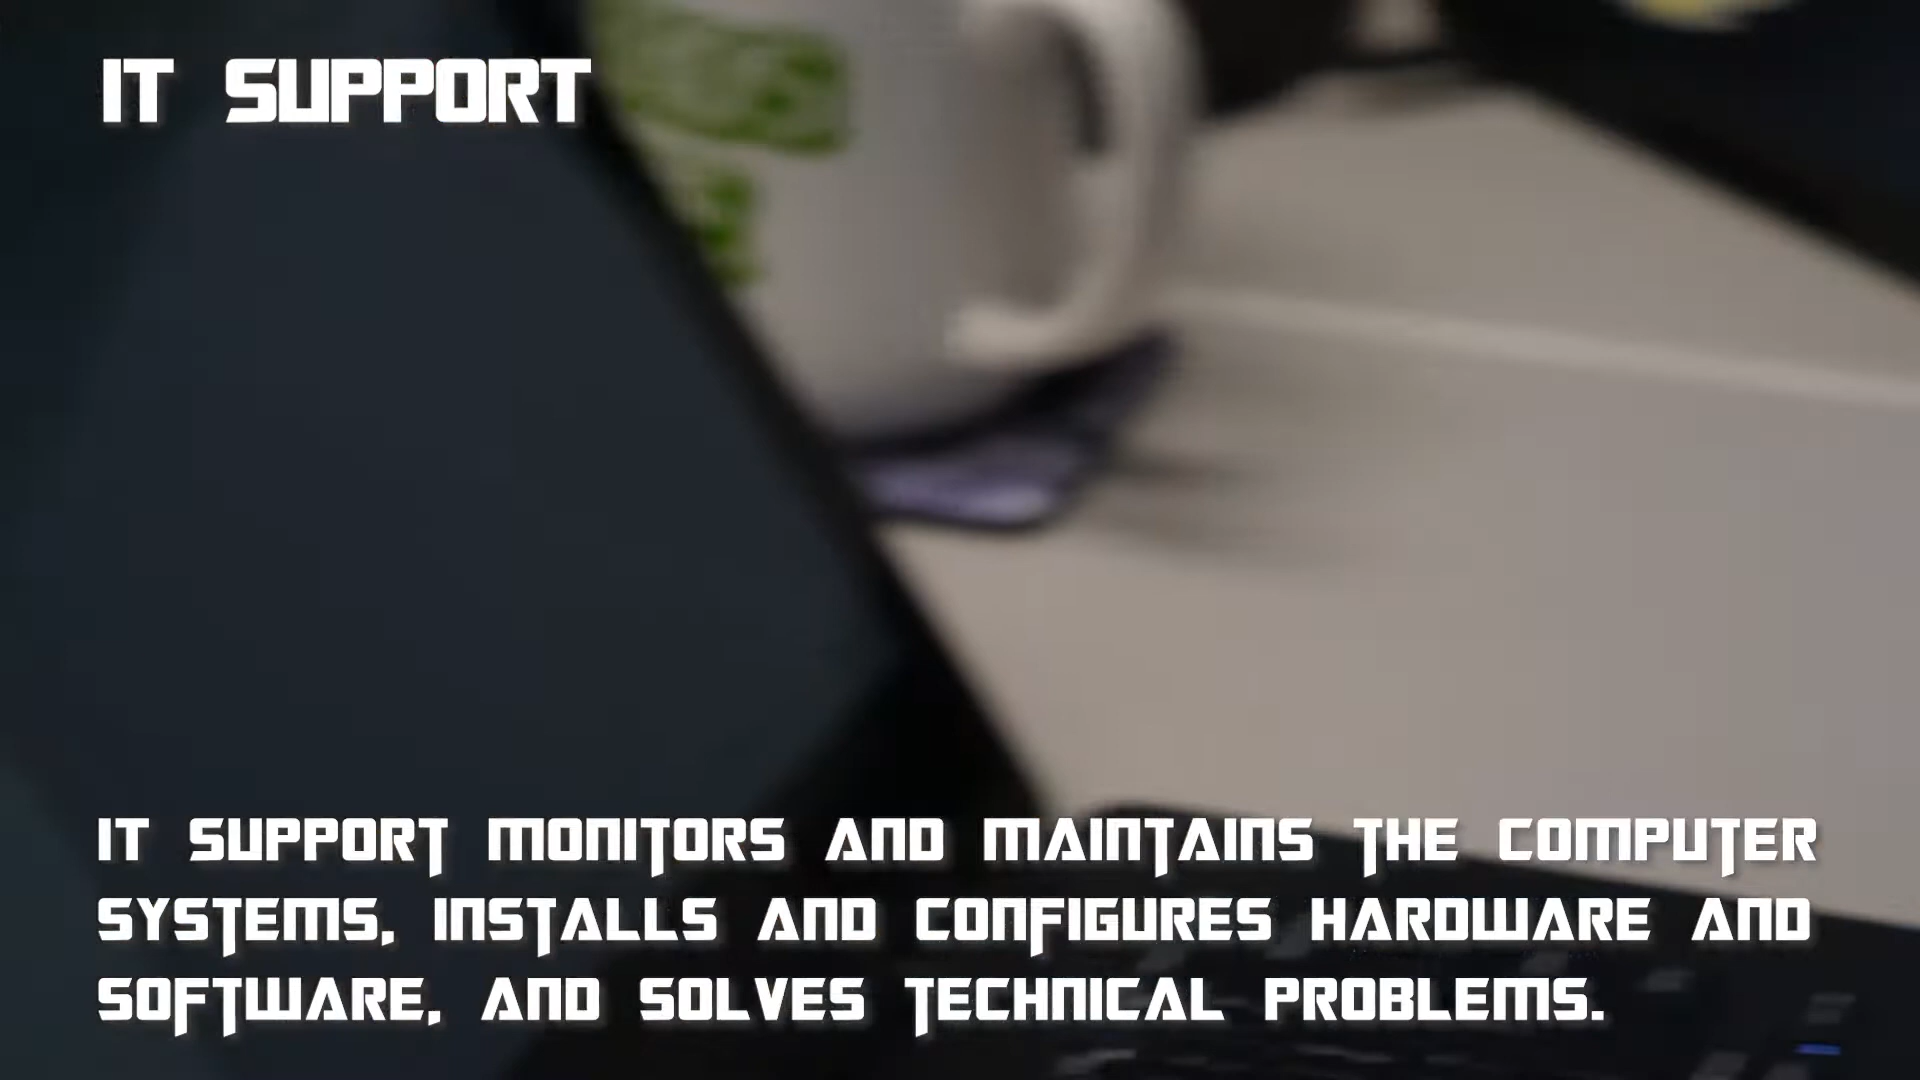 IT SUPPORT
IT SUPPORT MONITORS AND MAINTAINS THE COMPUTER
SYSTEMS, INSTALLS AND CONFIGURES HARDWARE AND
SOFTWARE, AND SOLVES TECHNICAL PROBLEMS.